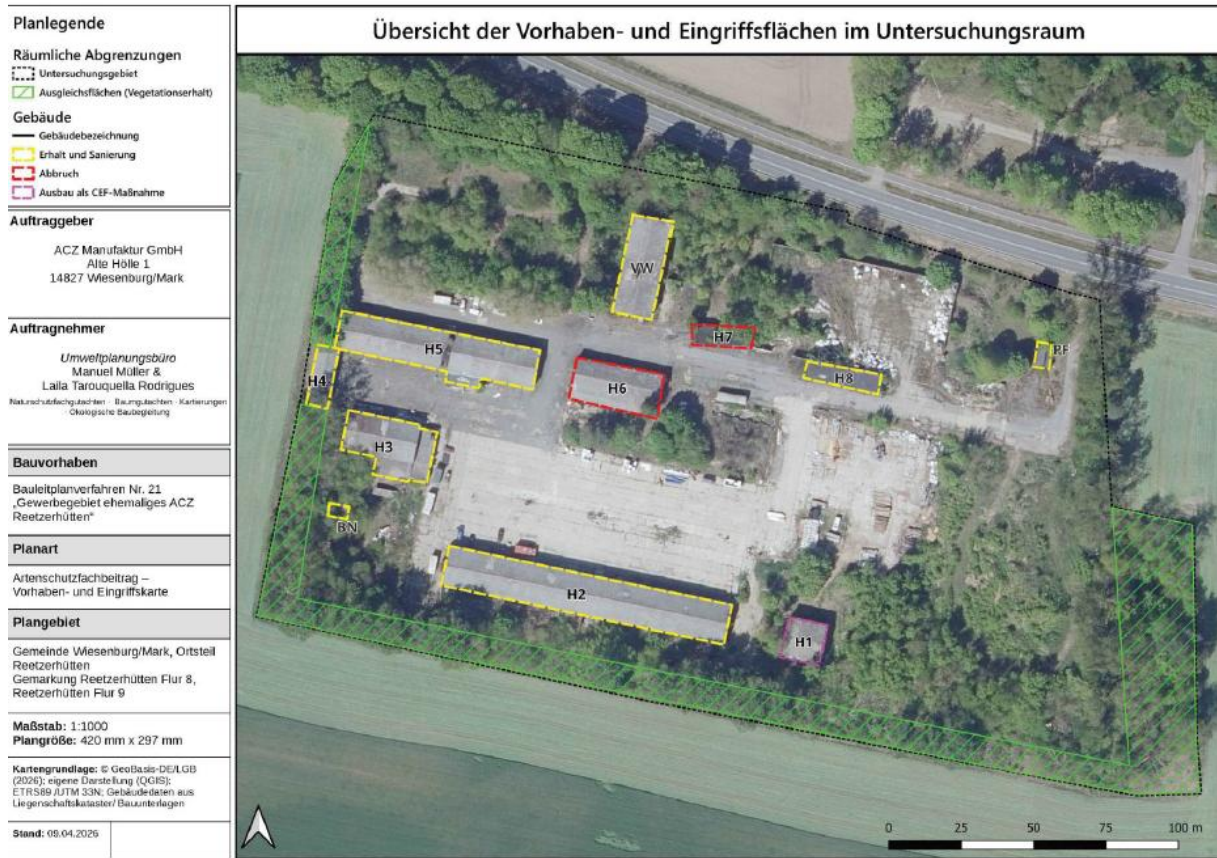 Planlegende
Räumliche Abgrenzungen
Untersuchungsgebiet
Ausgleichsflächen (Vegetationserhalt)
Gebäude
Gebäudebezeichnung
Erhalt und Sanierung
Abbruch
Ausbau als CEF-Maßnahme
Auftraggeber
ACZ Manufaktur GmbH
Alte Hölle 1
14827 Wiesenburg/Mark
Auftragnehmer
Umweltplanungsbüro
Manuel Müller &
Laila Tarouquella Rodrigues
Naturschutzfachgutachten · Baumgutachten · Kartierungen
· Ökologische Baubegleitung
Bauvorhaben
Bauleitplanverfahren Nr. 21
„Gewerbegebiet ehemaliges ACZ
Reetzerhütten"
Planart
Artenschutzfachbeitrag –
Vorhaben- und Eingriffskarte
Plangebiet
Gemeinde Wiesenburg/Mark, Ortsteil
Reetzerhütten
Gemarkung Reetzerhütten Flur 8,
Reetzerhütten Flur 9
Maßstab: 1:1000
Plangröße: 420 mm x 297 mm
Kartengrundlage: © GeoBasis-DE/LGB
(2026); eigene Darstellung (QGIS);
ETRS89 /UTM 33N; Gebäudedaten aus
Liegenschaftskataster/ Bauunterlagen
Stand: 09.04.2026
Übersicht der Vorhaben- und Eingriffsflächen im Untersuchungsraum
VW
H7
PF
H5
H8
H4
H6
H3
BN
H2
H1
0 25 50 75 100 m